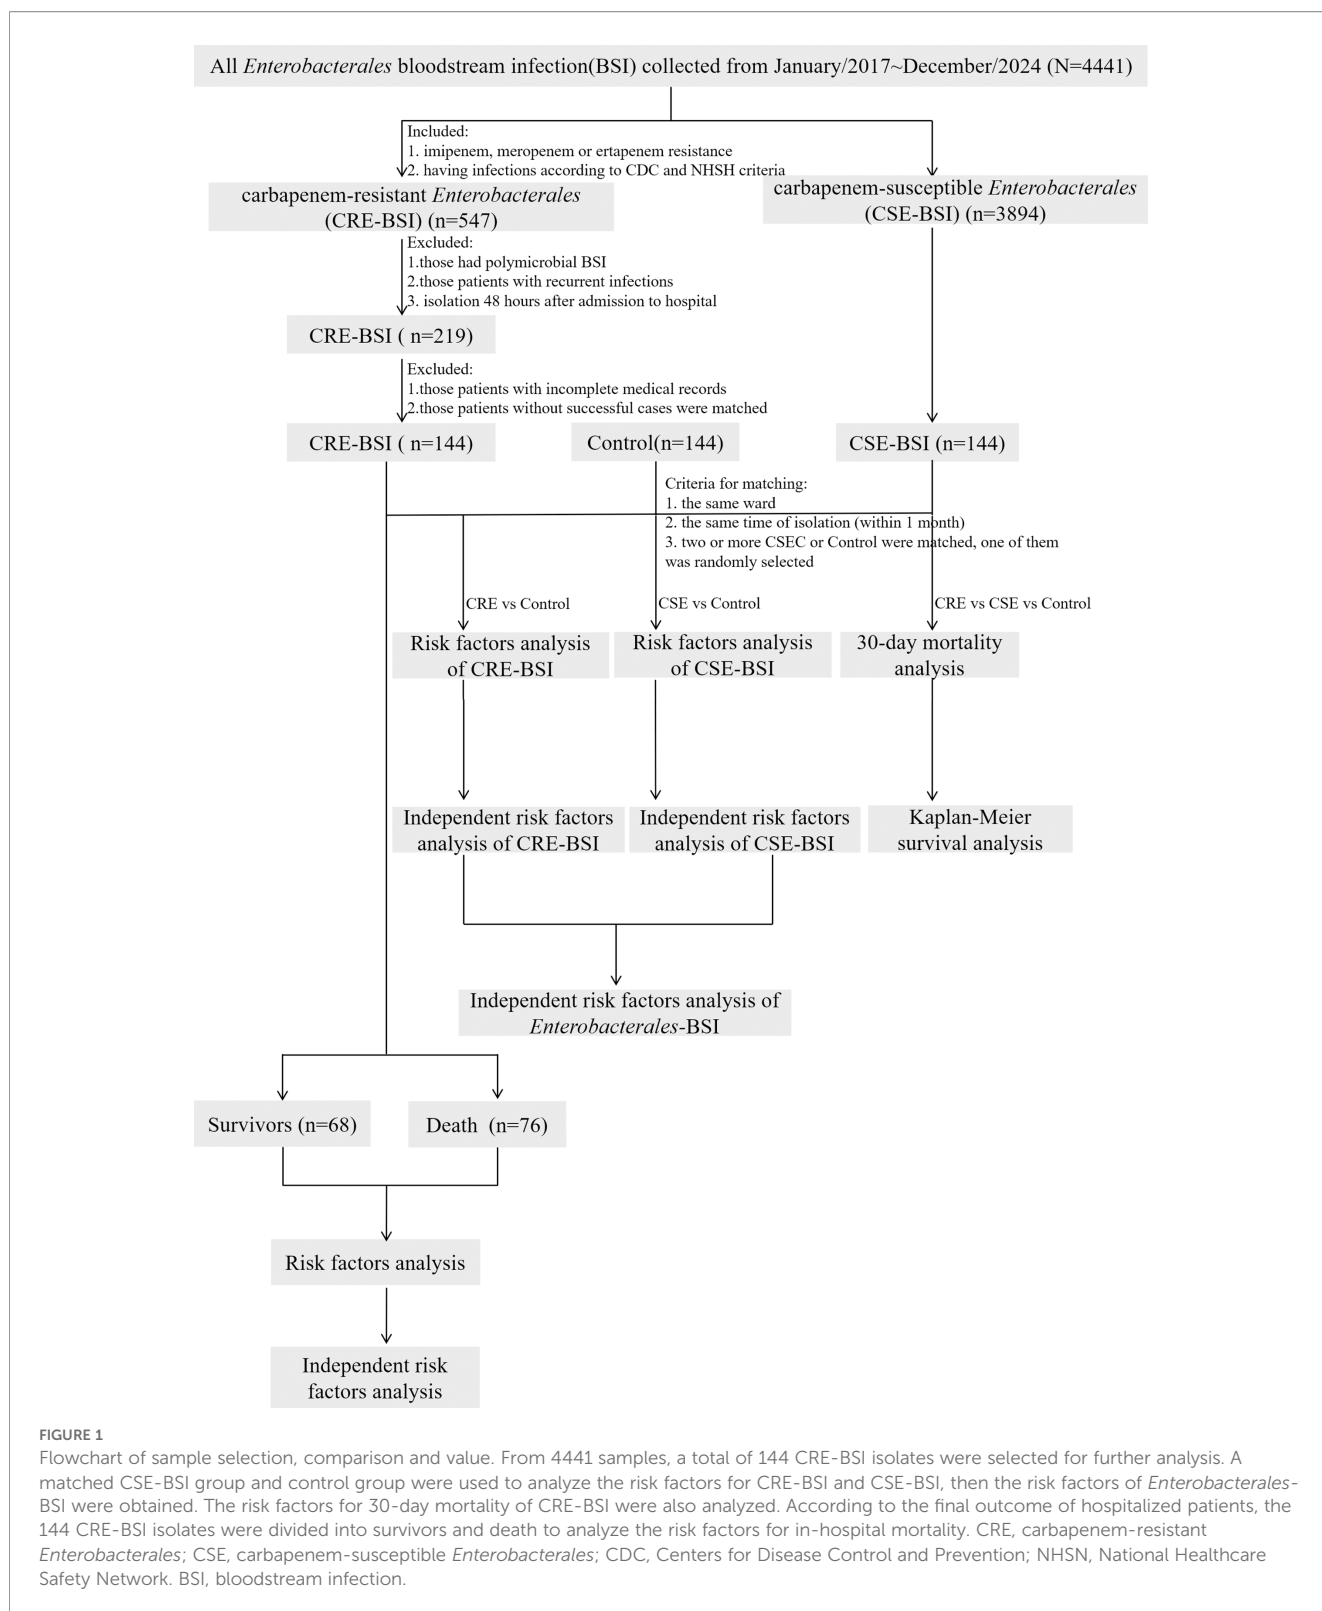 All Enterobacterales bloodstream infection(BSI) collected from January/2017~December/2024 (N=4441)
Included:
1. imipenem, meropenem or ertapenem resistance
2. having infections according to CDC and NHSH criteria
carbapenem-resistant Enterobacterales
(CRE-BSI) (n=547)
carbapenem-susceptible Enterobacterales
(CSE-BSI) (n=3894)
Excluded:
1.those had polymicrobial BSI
2.those patients with recurrent infections
3. isolation 48 hours after admission to hospital
CRE-BSI ( n=219)
Excluded:
1.those patients with incomplete medical records
2.those patients without successful cases were matched
CRE-BSI ( n=144)
Control(n=144)
CSE-BSI (n=144)
Criteria for matching:
1. the same ward
2. the same time of isolation (within 1 month)
3. two or more CSEC or Control were matched, one of them
was randomly selected
CRE vs Control
CSE vs Control
CRE vs CSE vs Control
Risk factors analysis
of CRE-BSI
Risk factors analysis
of CSE-BSI
30-day mortality
analysis
Independent risk factors
analysis of CRE-BSI
Independent risk factors
analysis of CSE-BSI
Kaplan-Meier
survival analysis
Independent risk factors analysis of
Enterobacterales-BSI
Survivors (n=68)
Death (n=76)
Risk factors analysis
Independent risk
factors analysis
FIGURE 1
Flowchart of sample selection, comparison and value. From 4441 samples, a total of 144 CRE-BSI isolates were selected for further analysis. A
matched CSE-BSI group and control group were used to analyze the risk factors for CRE-BSI and CSE-BSI, then the risk factors of Enterobacterales-
BSI were obtained. The risk factors for 30-day mortality of CRE-BSI were also analyzed. According to the final outcome of hospitalized patients, the
144 CRE-BSI isolates were divided into survivors and death to analyze the risk factors for in-hospital mortality. CRE, carbapenem-resistant
Enterobacterales; CSE, carbapenem-susceptible Enterobacterales; CDC, Centers for Disease Control and Prevention; NHSN, National Healthcare
Safety Network. BSI, bloodstream infection.